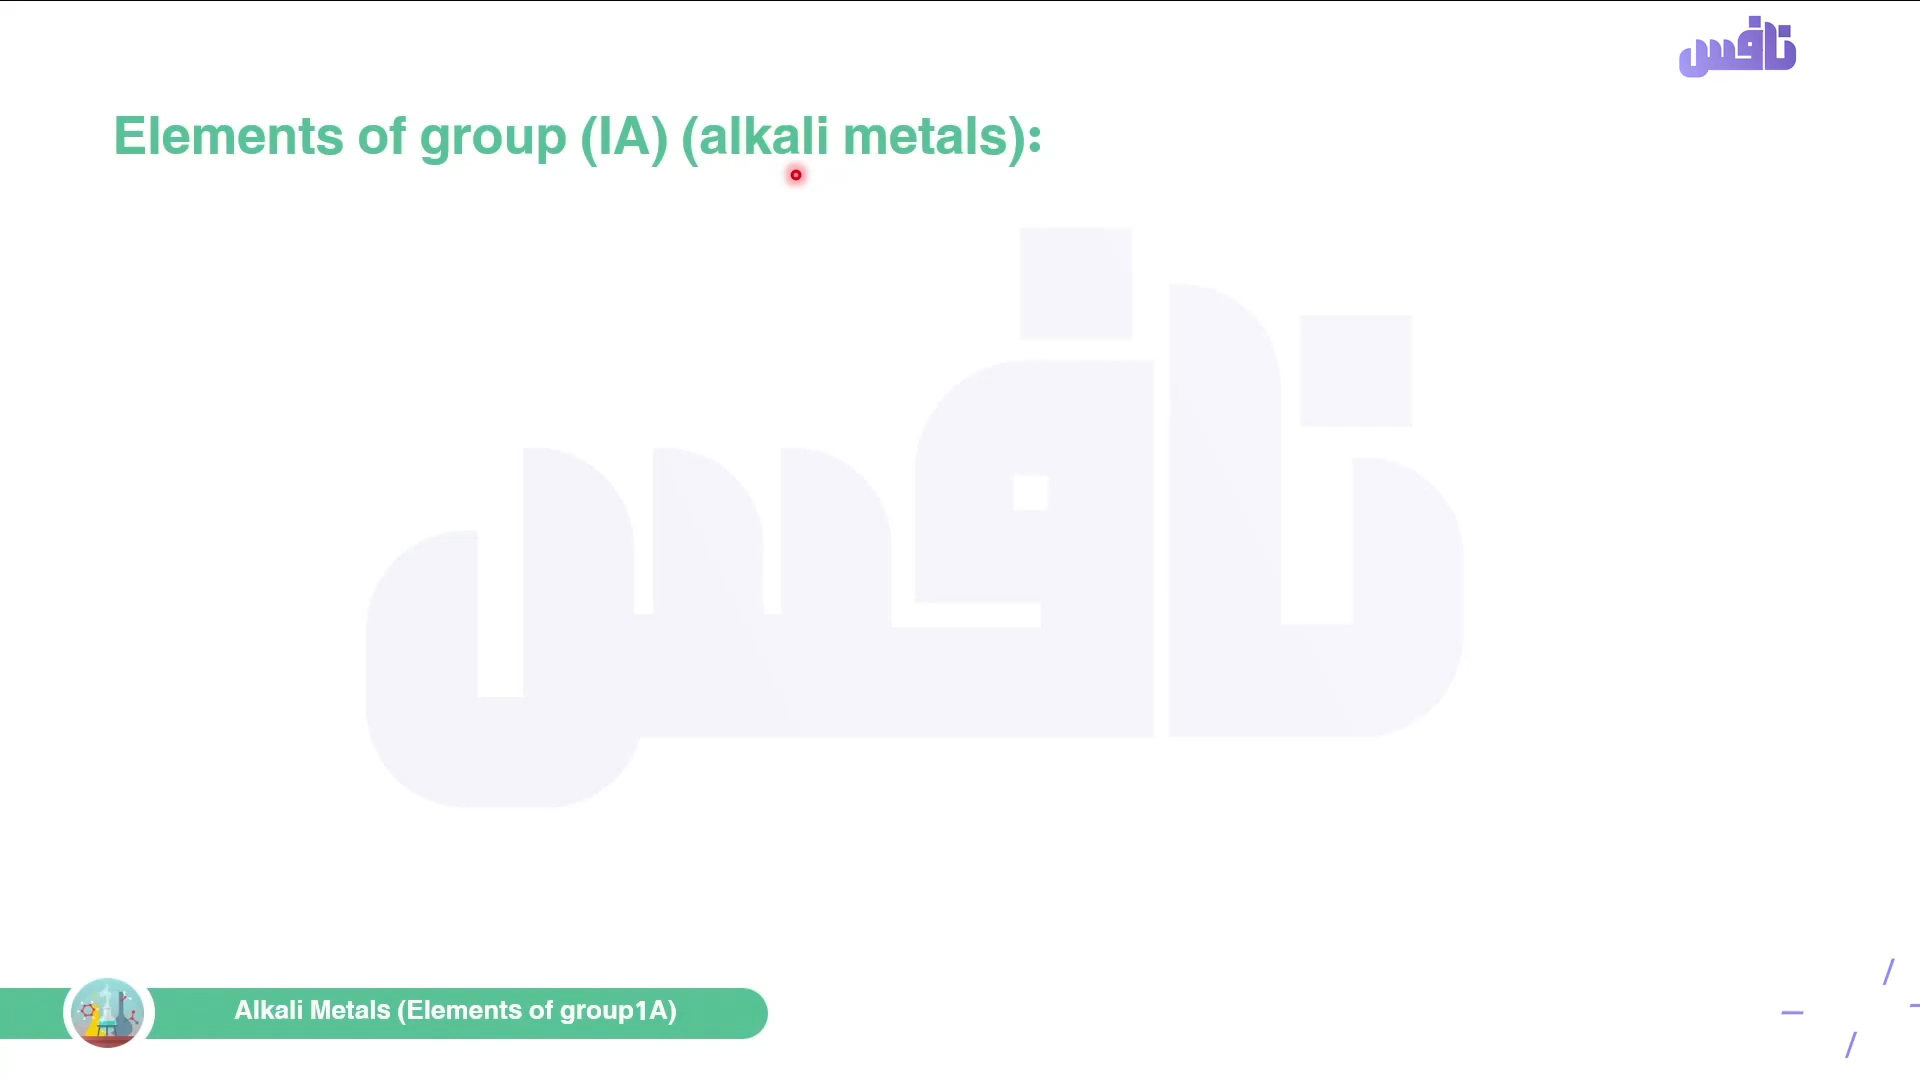 نافس
Elements of group (IA) (alkali metals):
نافس
Alkali Metals (Elements of group1A)